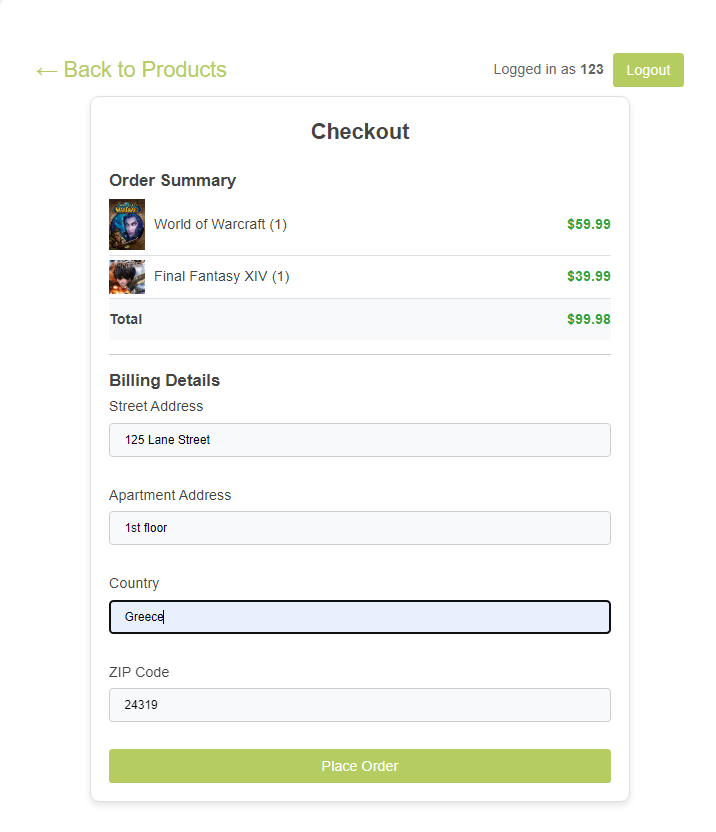 ← Back to Products
Logged in as 123
Logout
Checkout
Order Summary
WARCRAFT
World of Warcraft (1) $59.99
Final Fantasy XIV (1) $39.99
Total $99.98
Billing Details
Street Address
125 Lane Street
Apartment Address
1st floor
Country
Greece
ZIP Code
24319
Place Order